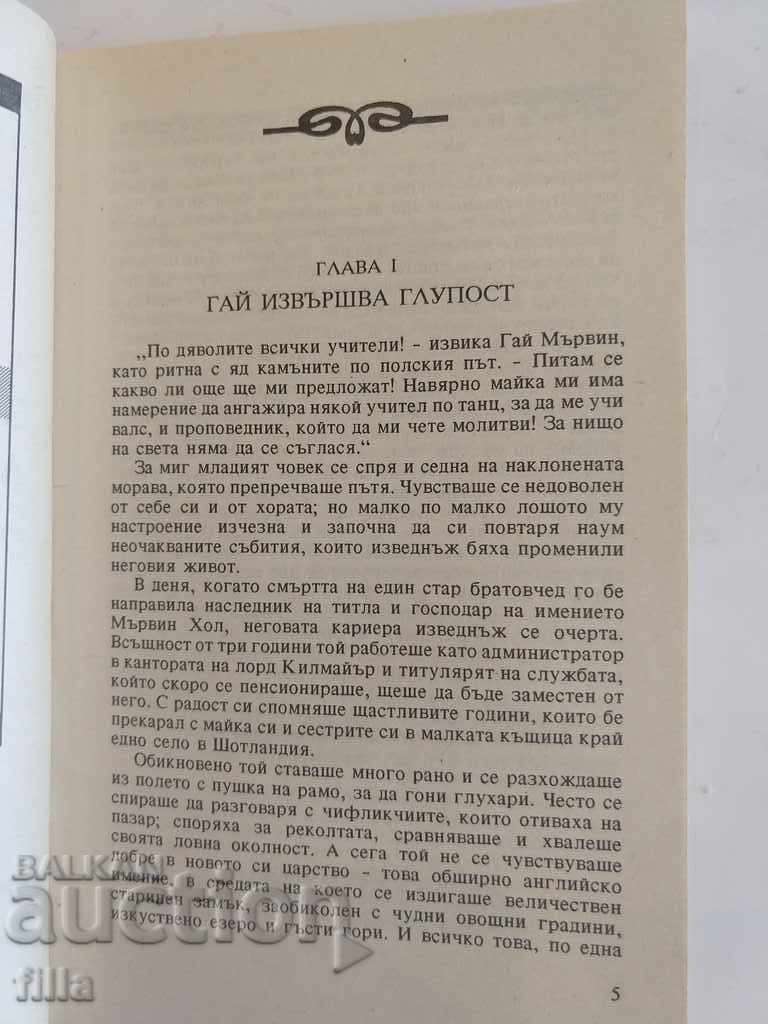 ГЛАВА I
ГАЙ ИЗВЪРШВА ГЛУПОСТ
„По дяволите всички учители! - извика Гай Мървин,
като ритна с яд камъните по полския път. - Питам се
какво ли още ще ми предложат! Навярно майка ми има
намерение да ангажира някой учител по танц, за да ме учи
валс, и проповедник, който да ми чете молитви! За нищо
на света няма да се съглася.“
За миг младият човек се спря и седна на наклонената
морава, която препречваше пътя. Чувстваше се недоволен
от себе си и от хората; но малко по малко лошото му
настроение изчезна и започна да си повтаря наум
неочакваните събития, които изведнъж бяха променили
неговия живот.
В деня, когато смъртта на един стар братовчед го бе
направила наследник на титла и господар на имението
Мървин Хол, неговата кариера изведнъж се очерта.
Всъщност от три години той работеше като администратор
в кантората на лорд Килмайър и титулярят на службата,
който скоро се пенсионираше, щеше да бъде заместен от
него. С радост си спомняше щастливите години, които бе
прекарал с майка си и сестрите си в малката къщица край
едно село в Шотландия.
Обикновено той ставаше много рано и се разхождаше
из полето с пушка на рамо, за да гони глухари. Често се
спираше да разговаря с чифликчиите, които отиваха на
пазар; споряха за реколтата, сравняваше и хвалеше
своята ловна околност. А сега той не се чувствуваше
добре в новото си царство - това обширно английско
имение, в средата на което се издигаше величествен
старинен замък, заобиколен с чудни овощни градини,
изкуствено езеро и гъсти гори. И всичко това, по една
5
BALKAN
auction
filla